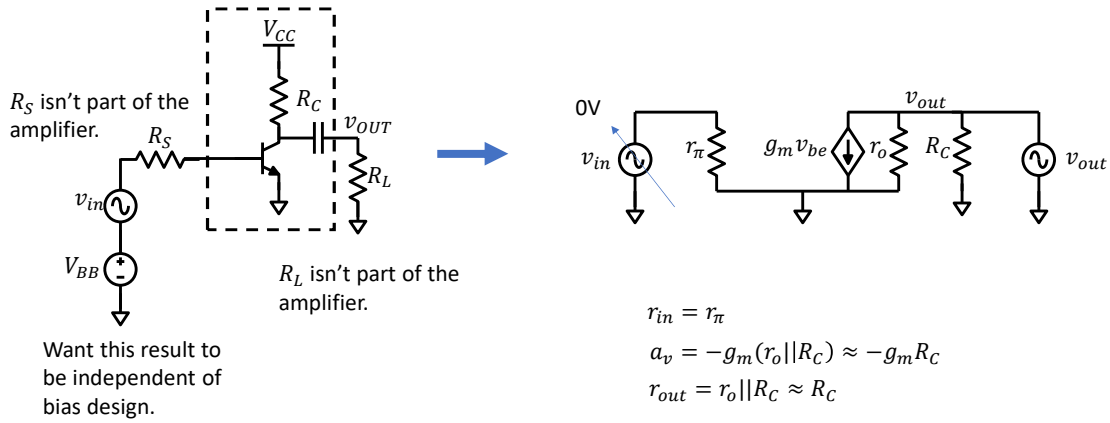 R_S isn't part of the
amplifier.
V_CC
R_C
R_S
v_OUT
R_L
v_in
V_BB
R_L isn't part of the
amplifier.
Want this result to
be independent of
bias design.
0V
v_in
r_π
g_m v_be
r_o
R_C
v_out
v_out
r_in = r_π
a_v = −g_m(r_o||R_C) ≈ −g_m R_C
r_out = r_o||R_C ≈ R_C